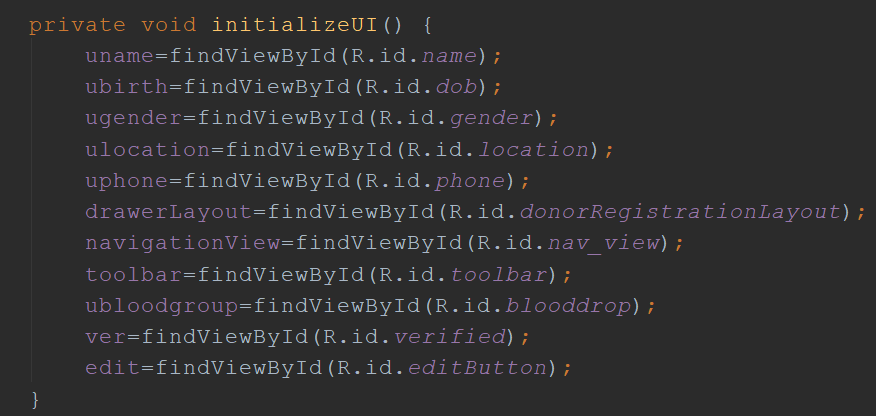 private void initializeUI() {
uname=findViewById(R.id.name);
ubirth=findViewById(R.id.dob);
ugender=findViewById(R.id.gender);
ulocation=findViewById(R.id.location);
uphone=findViewById(R.id.phone);
drawerLayout=findViewById(R.id.donorRegistrationLayout);
navigationView=findViewById(R.id.nav_view);
toolbar=findViewById(R.id.toolbar);
ubloodgroup=findViewById(R.id.blooddrop);
ver=findViewById(R.id.verified);
edit=findViewById(R.id.editButton);
}